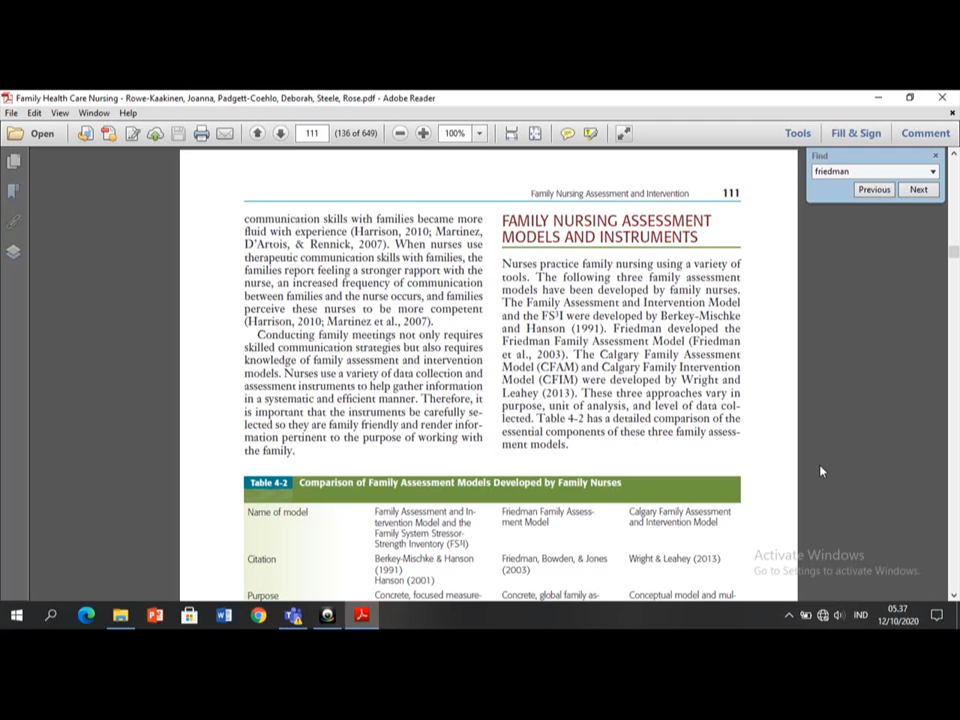 Family Health Care Nursing - Rowe-Kaakinen, Joanna, Padgett-Coehlo, Deborah, Steele, Rose.pdf - Adobe Reader
File Edit View Window Help
Open 111 (136 of 649) 100% Tools Fill & Sign Comment
Find
friedman
Previous Next
Family Nursing Assessment and Intervention 111
communication skills with families became more
fluid with experience (Harrison, 2010; Martinez,
D'Artois, & Rennick, 2007). When nurses use
therapeutic communication skills with families, the
families report feeling a stronger rapport with the
nurse, an increased frequency of communication
between families and the nurse occurs, and families
perceive these nurses to be more competent
(Harrison, 2010; Martinez et al., 2007).
Conducting family meetings not only requires
skilled communication strategies but also requires
knowledge of family assessment and intervention
models. Nurses use a variety of data collection and
assessment instruments to help gather information
in a systematic and efficient manner. Therefore, it
is important that the instruments be carefully se-
lected so they are family friendly and render infor-
mation pertinent to the purpose of working with
the family.
FAMILY NURSING ASSESSMENT
MODELS AND INSTRUMENTS
Nurses practice family nursing using a variety of
tools. The following three family assessment
models have been developed by family nurses.
The Family Assessment and Intervention Model
and the FS³I were developed by Berkey-Mischke
and Hanson (1991). Friedman developed the
Friedman Family Assessment Model (Friedman
et al., 2003). The Calgary Family Assessment
Model (CFAM) and Calgary Family Intervention
Model (CFIM) were developed by Wright and
Leahey (2013). These three approaches vary in
purpose, unit of analysis, and level of data col-
lected. Table 4-2 has a detailed comparison of the
essential components of these three family assess-
ment models.
Table 4-2 Comparison of Family Assessment Models Developed by Family Nurses
Name of model
Family Assessment and In-
tervention Model and the
Family System Stressor-
Strength Inventory (FS³I)
Friedman Family Assess-
ment Model
Calgary Family Assessment
and Intervention Model
Citation
Berkey-Mischke & Hanson
(1991)
Hanson (2001)
Friedman, Bowden, & Jones
(2003)
Wright & Leahey (2013)
Purpose
Concrete, focused measure-
Concrete, global family as-
Conceptual model and mul-
Activate Windows
Go to Settings to activate Windows.
IND
05.37
12/10/2020